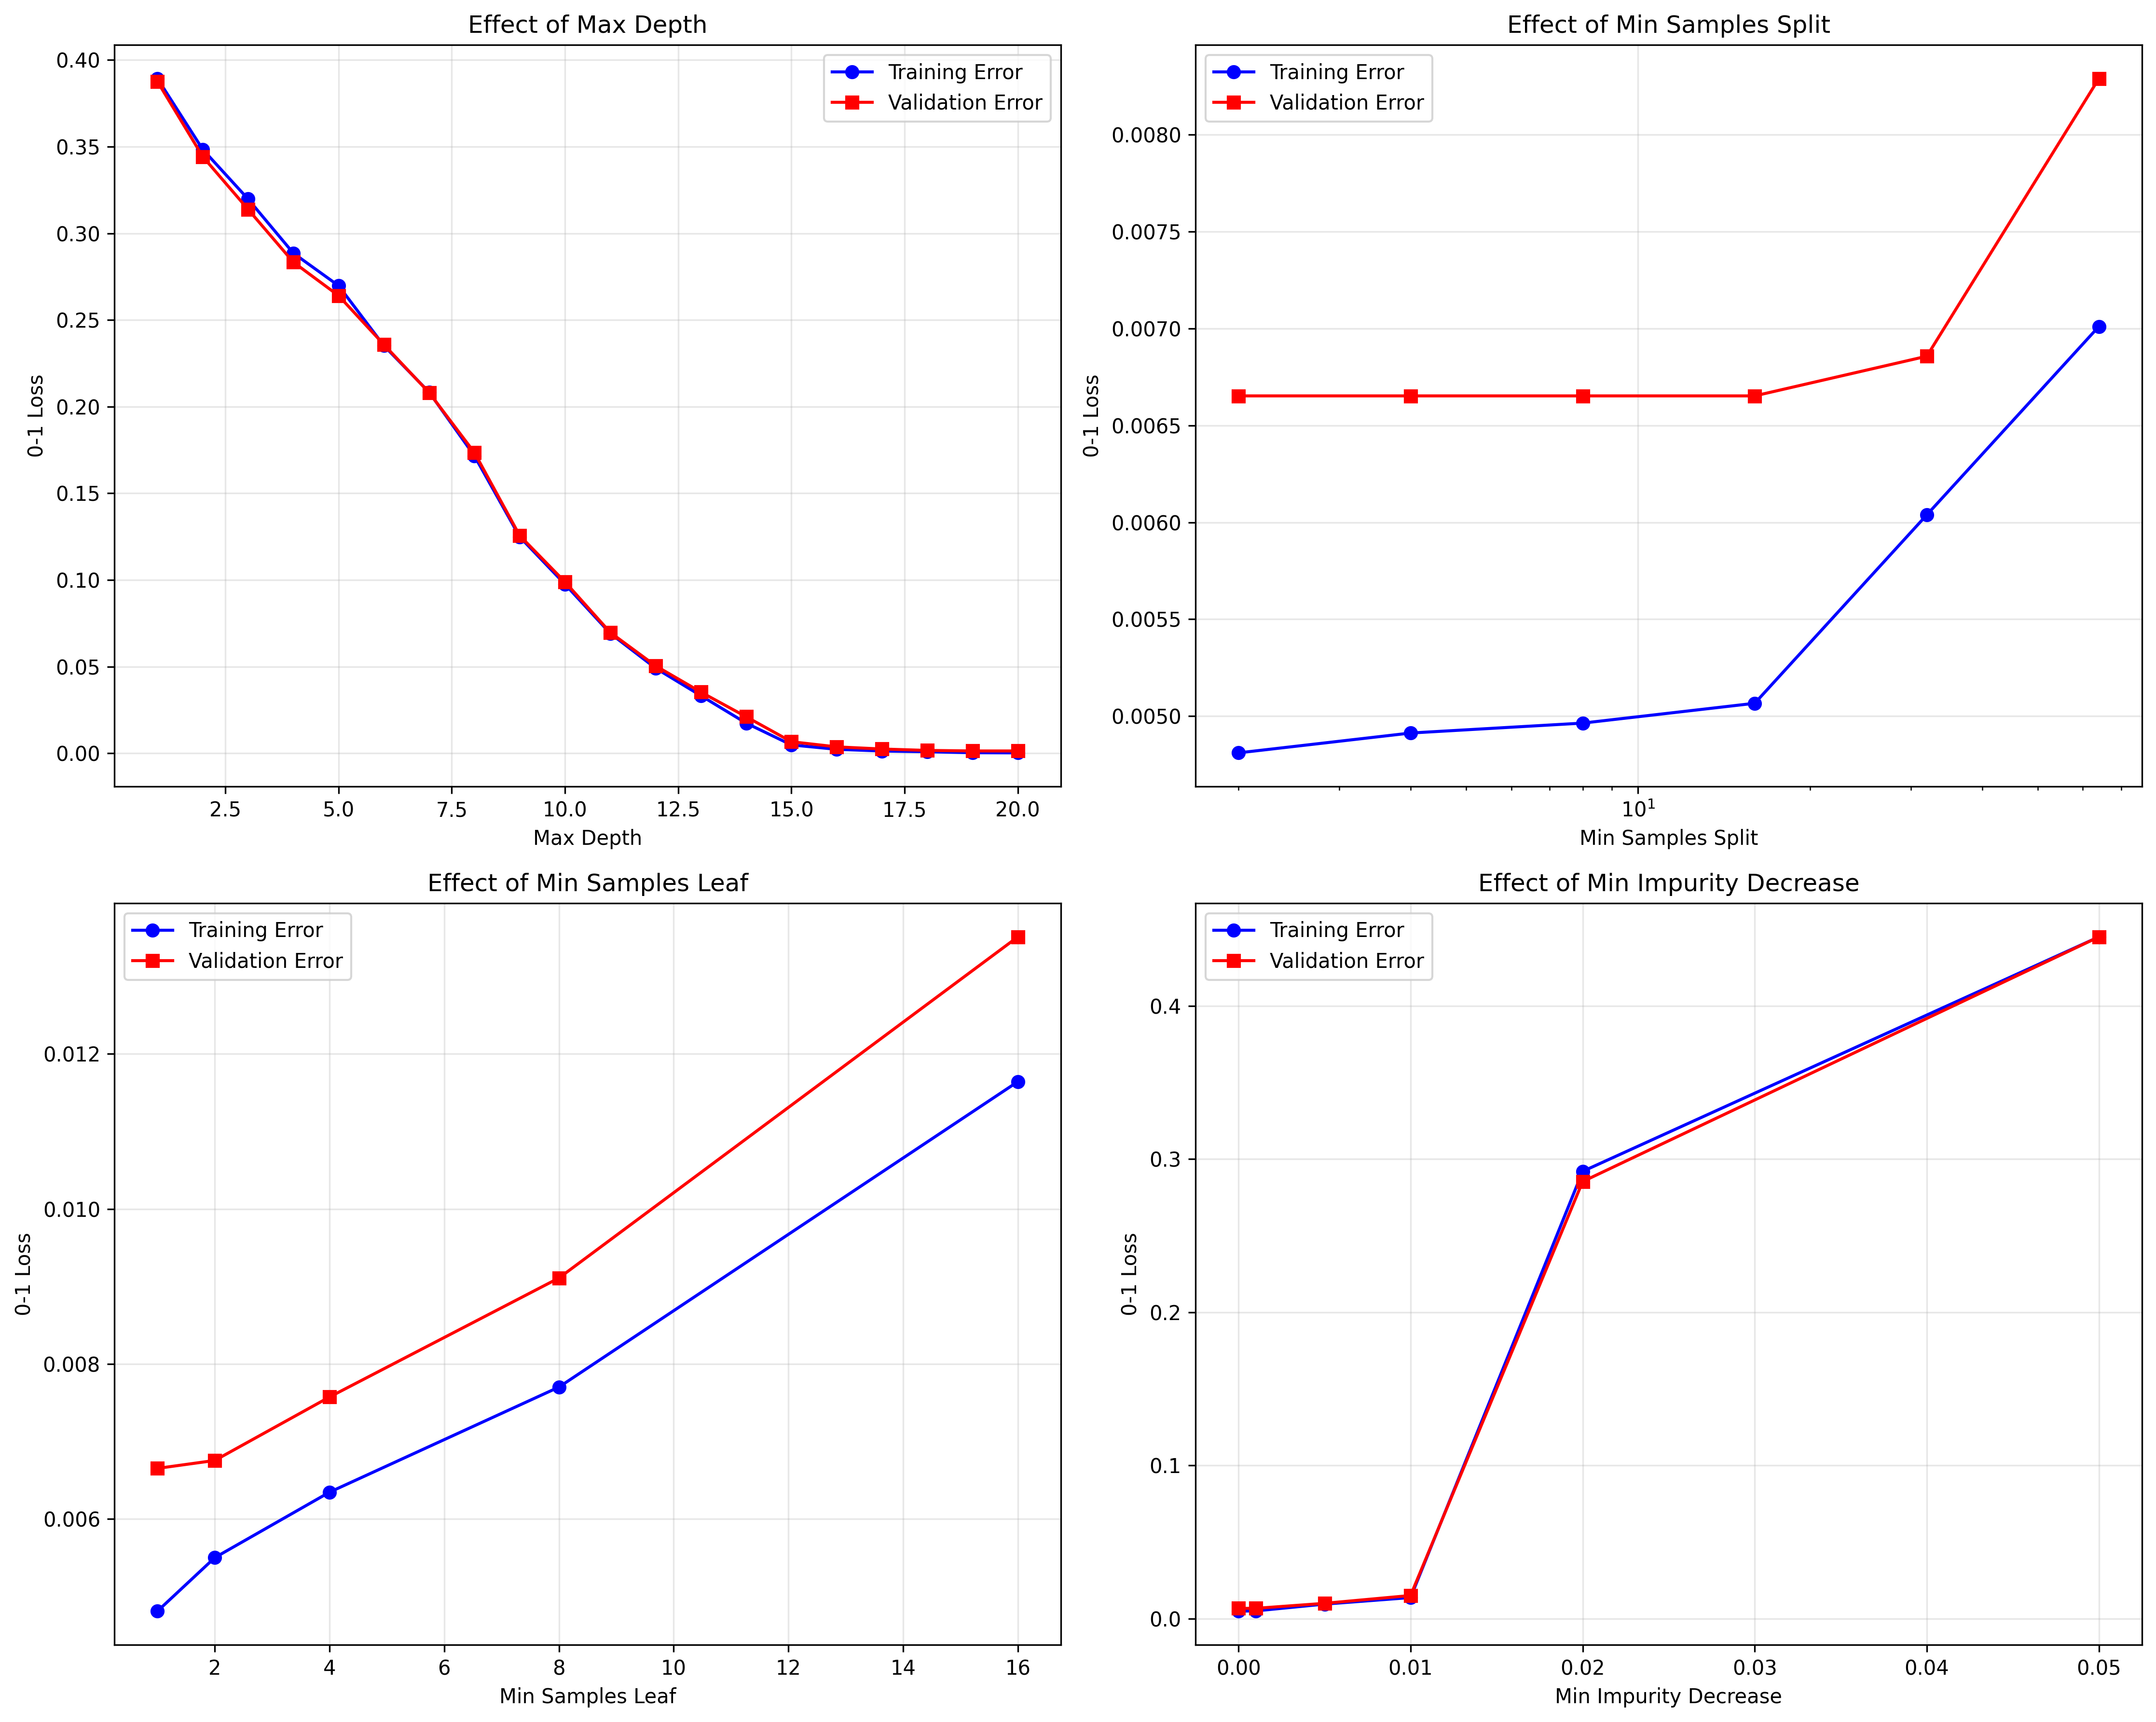 Effect of Max Depth
Training Error
Validation Error
0.40
0.35
0.30
0.25
0.20
0.15
0.10
0.05
0.00
0-1 Loss
2.5 5.0 7.5 10.0 12.5 15.0 17.5 20.0
Max Depth
Effect of Min Samples Split
Training Error
Validation Error
0.0080
0.0075
0.0070
0.0065
0.0060
0.0055
0.0050
0-1 Loss
10¹
Min Samples Split
Effect of Min Samples Leaf
Training Error
Validation Error
0.012
0.010
0.008
0.006
0-1 Loss
2 4 6 8 10 12 14 16
Min Samples Leaf
Effect of Min Impurity Decrease
Training Error
Validation Error
0.4
0.3
0.2
0.1
0.0
0-1 Loss
0.00 0.01 0.02 0.03 0.04 0.05
Min Impurity Decrease